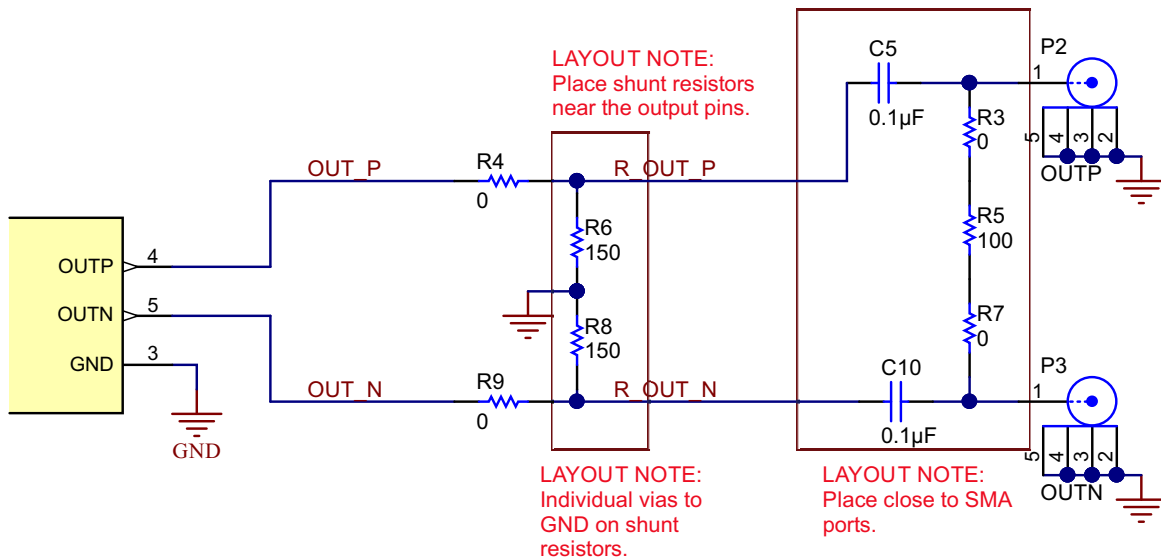 LAYOUT NOTE:
Place shunt resistors
near the output pins.
C5
0.1µF
P2
1
R3
0
5
4
3
2
OUTP
OUT_P
R4
0
R_OUT_P
R6
150
R5
100
OUTP
4
OUTN
5
GND
3
R8
150
R7
0
GND
OUT_N
R9
0
R_OUT_N
C10
0.1µF
P3
1
5
4
3
2
OUTN
LAYOUT NOTE:
Individual vias to
GND on shunt
resistors.
LAYOUT NOTE:
Place close to SMA
ports.